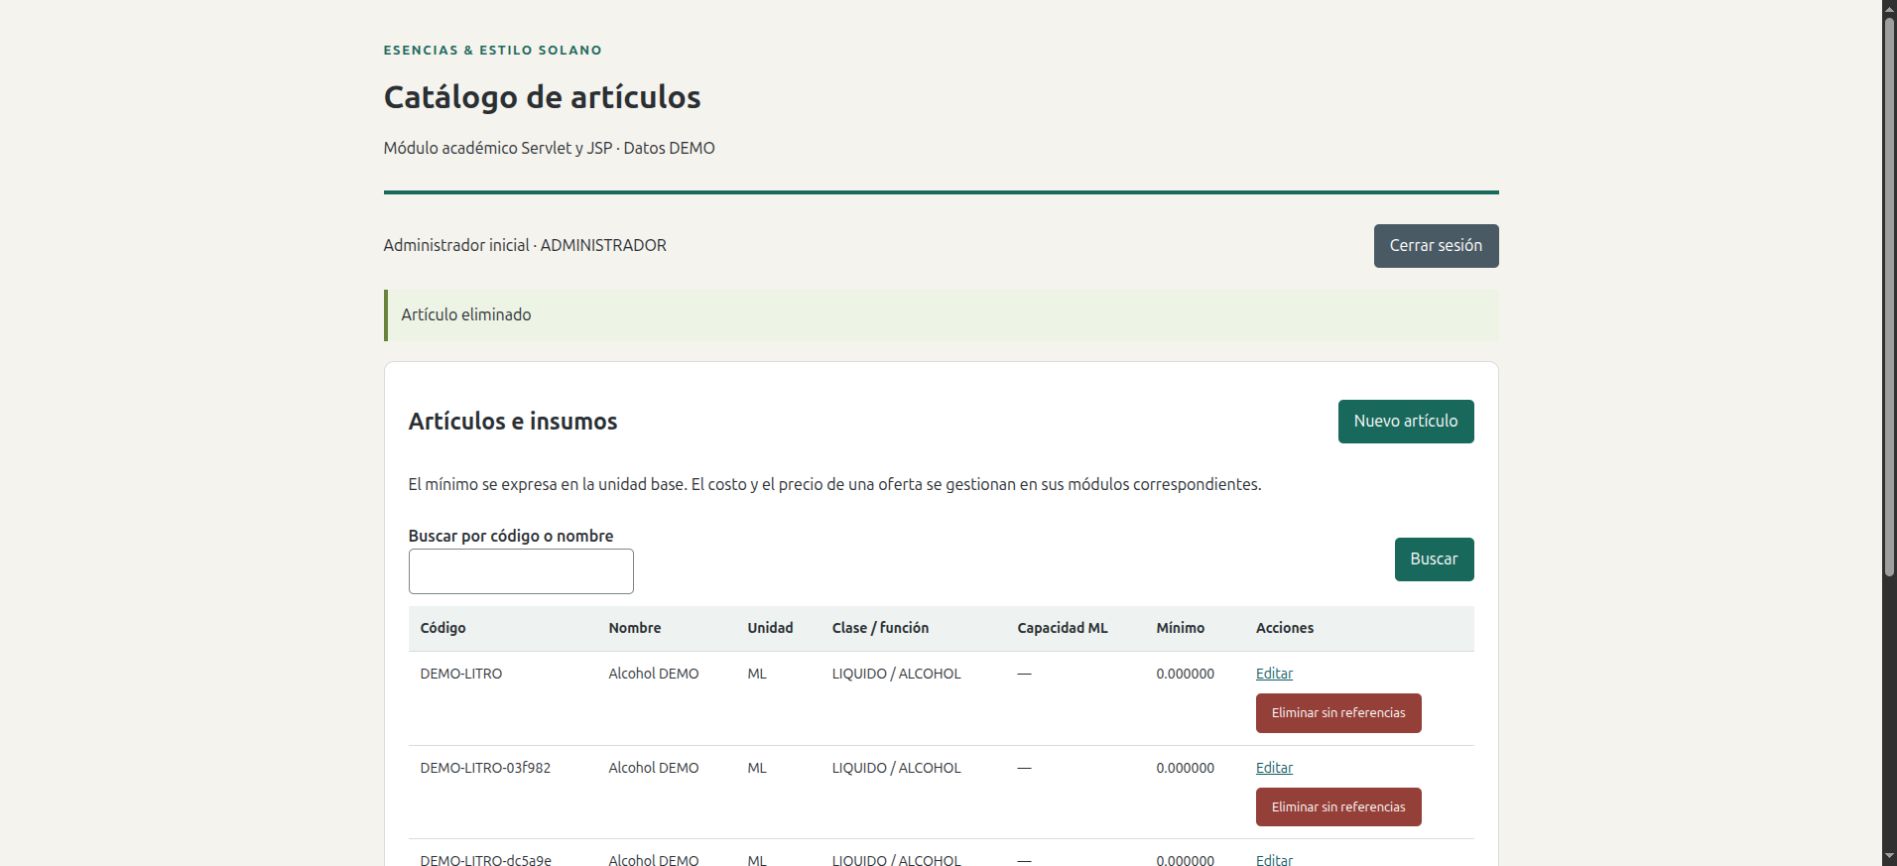 ESENCIAS & ESTILO SOLANO
Catálogo de artículos
Módulo académico Servlet y JSP · Datos DEMO
Administrador inicial · ADMINISTRADOR
Cerrar sesión
Artículo eliminado
Artículos e insumos
Nuevo artículo
El mínimo se expresa en la unidad base. El costo y el precio de una oferta se gestionan en sus módulos correspondientes.
Buscar por código o nombre
Buscar
Código Nombre Unidad Clase / función Capacidad ML Mínimo Acciones
DEMO-LITRO Alcohol DEMO ML LIQUIDO / ALCOHOL — 0.000000 Editar
Eliminar sin referencias
DEMO-LITRO-03f982 Alcohol DEMO ML LIQUIDO / ALCOHOL — 0.000000 Editar
Eliminar sin referencias
DEMO-LITRO-dc5a9e Alcohol DEMO ML LIQUIDO / ALCOHOL — 0.000000 Editar